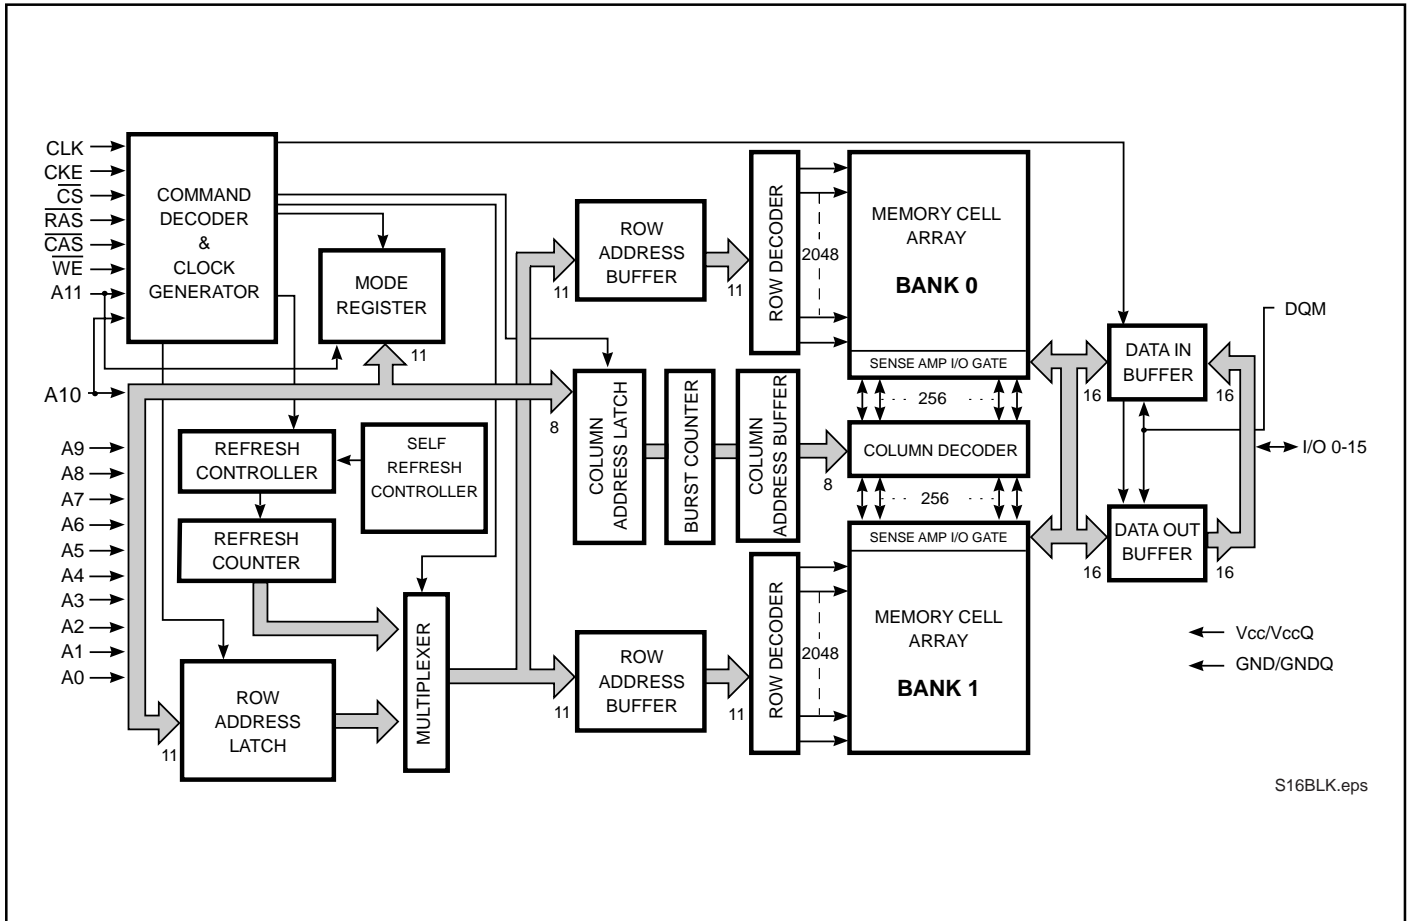 CLK
CKE
CS
RAS
CAS
WE
A11
A10
A9
A8
A7
A6
A5
A4
A3
A2
A1
A0
COMMAND
DECODER
&
CLOCK
GENERATOR
MODE
REGISTER
11
REFRESH
CONTROLLER
SELF
REFRESH
CONTROLLER
REFRESH
COUNTER
ROW
ADDRESS
LATCH
11
MULTIPLEXER
11
ROW
ADDRESS
BUFFER
11
ROW DECODER
2048
MEMORY CELL
ARRAY
BANK 0
SENSE AMP I/O GATE
8
COLUMN
ADDRESS LATCH
BURST COUNTER
COLUMN
ADDRESS BUFFER
8
256
COLUMN DECODER
256
11
ROW
ADDRESS
BUFFER
11
ROW DECODER
2048
SENSE AMP I/O GATE
MEMORY CELL
ARRAY
BANK 1
16
DATA IN
BUFFER
16
DQM
I/O 0-15
16
DATA OUT
BUFFER
16
Vcc/VccQ
GND/GNDQ
S16BLK.eps